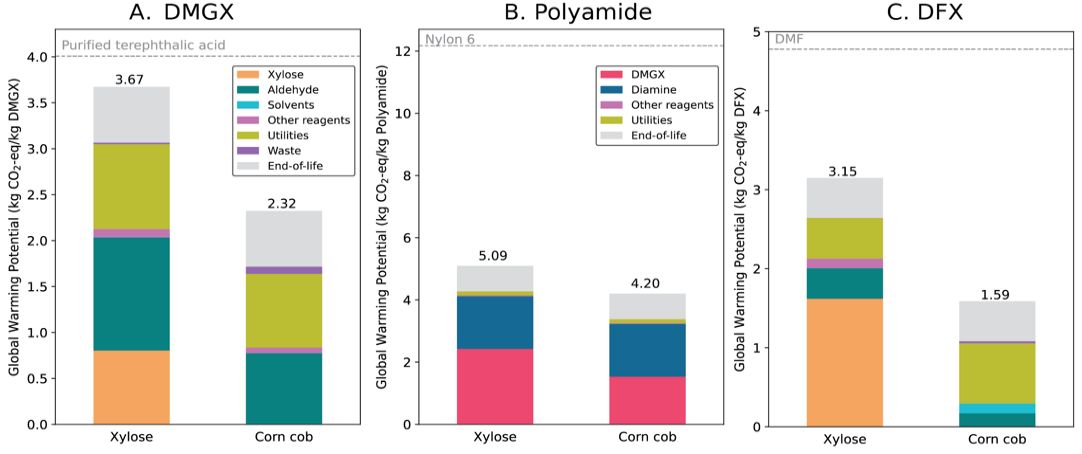 A. DMGX
Global Warming Potential (kg CO₂-eq/kg DMGX)
4.0
3.5
3.0
2.5
2.0
1.5
1.0
0.5
0.0
Purified terephthalic acid
3.67
2.32
Xylose
Aldehyde
Solvents
Other reagents
Utilities
Waste
End-of-life
Xylose
Corn cob
B. Polyamide
Global Warming Potential (kg CO₂-eq/kg Polyamide)
12
10
8
6
4
2
0
Nylon 6
5.09
4.20
DMGX
Diamine
Other reagents
Utilities
End-of-life
Xylose
Corn cob
C. DFX
Global Warming Potential (kg CO₂-eq/kg DFX)
5
4
3
2
1
0
DMF
3.15
1.59
Xylose
Corn cob